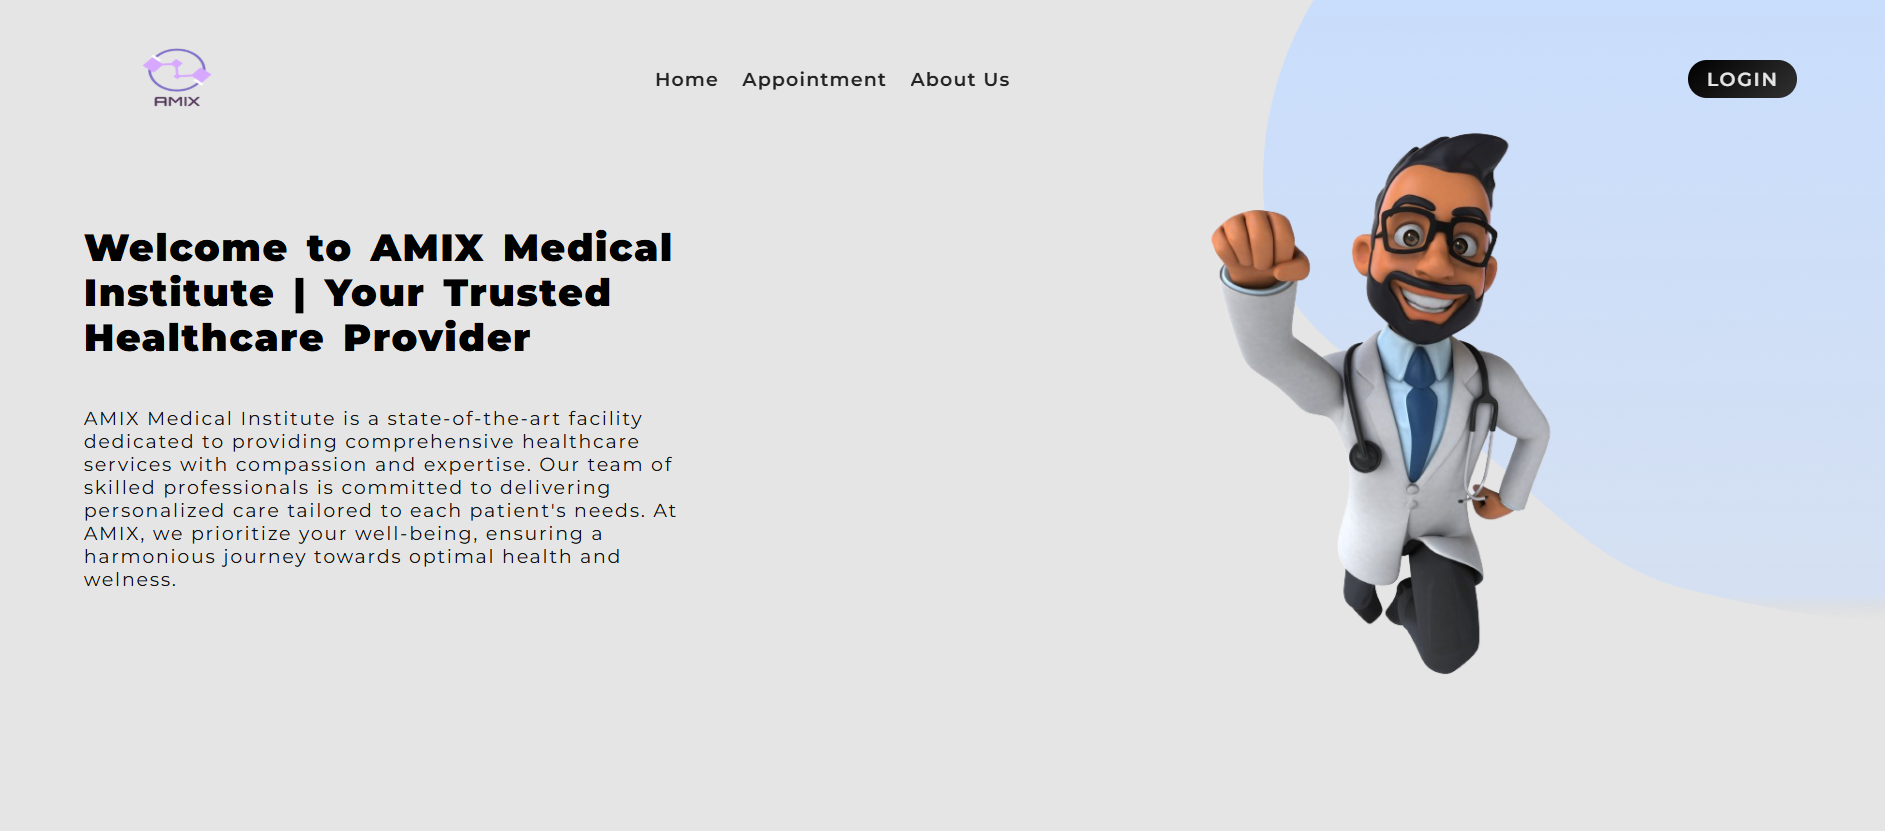 AMIX
Home Appointment About Us
LOGIN
Welcome to AMIX Medical
Institute | Your Trusted
Healthcare Provider
AMIX Medical Institute is a state-of-the-art facility
dedicated to providing comprehensive healthcare
services with compassion and expertise. Our team of
skilled professionals is committed to delivering
personalized care tailored to each patient's needs. At
AMIX, we prioritize your well-being, ensuring a
harmonious journey towards optimal health and
welness.